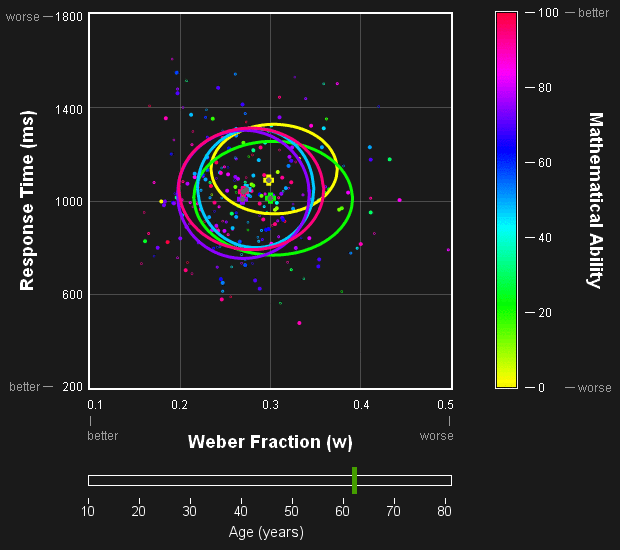 worse — 1800
1400
1000
600
better — 200
Response Time (ms)
0.1 0.2 0.3 0.4 0.5
better worse
Weber Fraction (w)
10 20 30 40 50 60 70 80
Age (years)
100 — better
80
60
40
20
0 — worse
Mathematical Ability